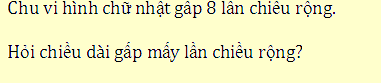 Chu vi hình chữ nhật gấp 8 lần chiều rộng.
Hỏi chiều dài gấp mấy lần chiều rộng?